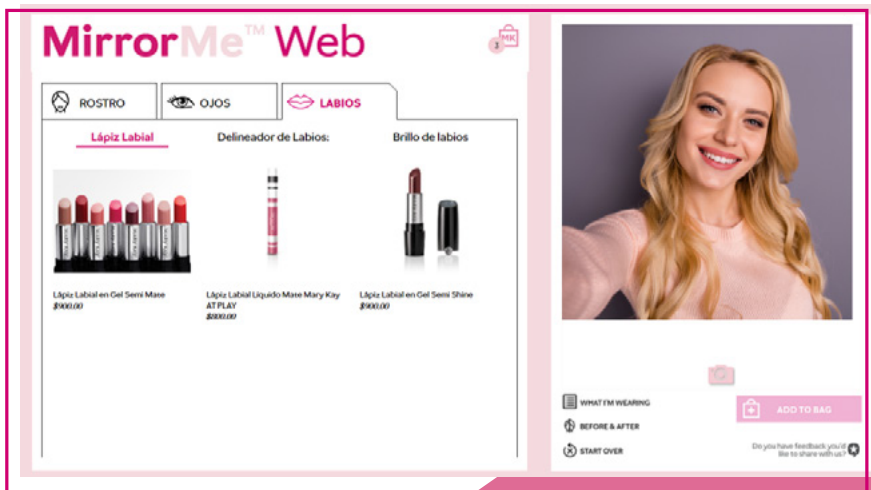 MirrorMe™ Web
MK
3
ROSTRO
OJOS
LABIOS
Lápiz Labial
Delineador de Labios:
Brillo de labios
Lápiz Labial en Gel Semi Mate
$900.00
Lápiz Labial Líquido Mate Mary Kay
AT PLAY
$800.00
Lápiz Labial en Gel Semi Shine
$900.00
WHAT I'M WEARING
BEFORE & AFTER
START OVER
ADD TO BAG
Do you have feedback you'd
like to share with us?